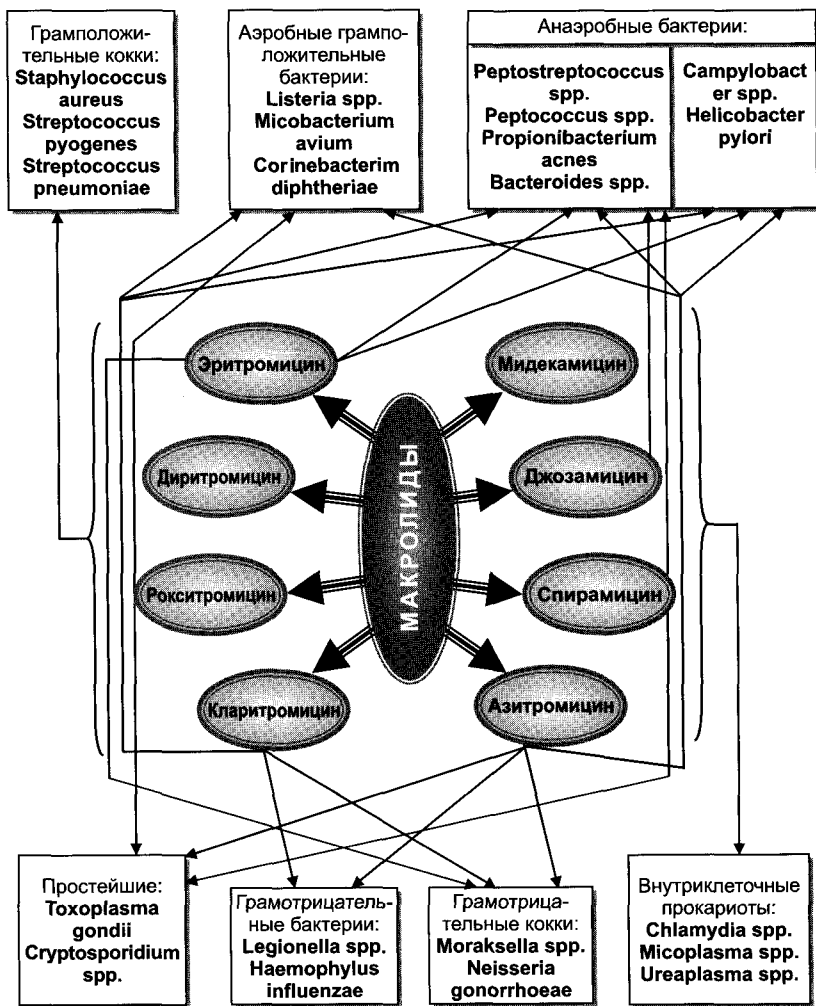 Грамположи-
тельные кокки:
Staphylococcus
aureus
Streptococcus
pyogenes
Streptococcus
pneumoniae
Аэробные грампо-
ложительные
бактерии:
Listeria spp.
Micobacterium
avium
Corinebacterim
diphtheriae
Анаэробные бактерии:
Peptostreptococcus
spp.
Peptococcus spp.
Propionibacterium
acnes
Bacteroides spp.
Campylobact
er spp.
Helicobacter
pylori
Эритромицин
Мидекамицин
Диритромицин
Джозамицин
МАКРОЛИДЫ
Рокситромицин
Спирамицин
Кларитромицин
Азитромицин
Простейшие:
Toxoplasma
gondii
Cryptosporidium
spp.
Грамотрицатель-
ные бактерии:
Legionella spp.
Haemophylus
influenzae
Грамотрица-
тельные кокки:
Moraksella spp.
Neisseria
gonorrhoeae
Внутриклеточные
прокариоты:
Chlamydia spp.
Micoplasma spp.
Ureaplasma spp.